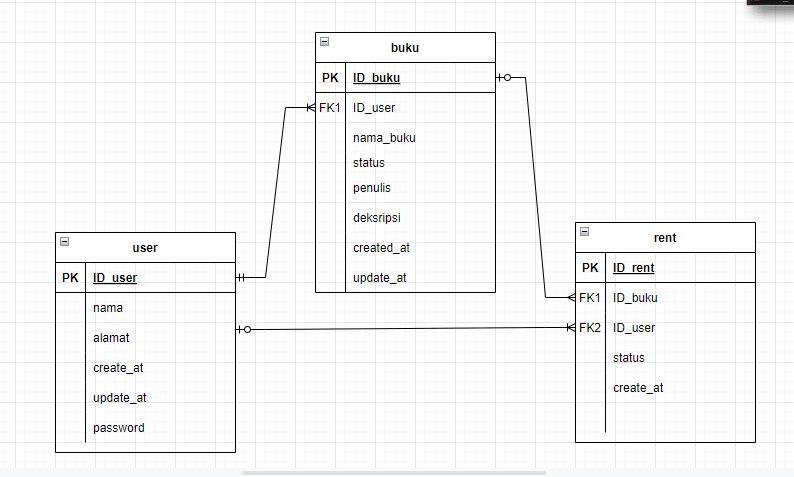 buku
PK ID_buku
FK1 ID_user
nama_buku
status
penulis
deksripsi
created_at
update_at
user
PK ID_user
nama
alamat
create_at
update_at
password
rent
PK ID_rent
FK1 ID_buku
FK2 ID_user
status
create_at